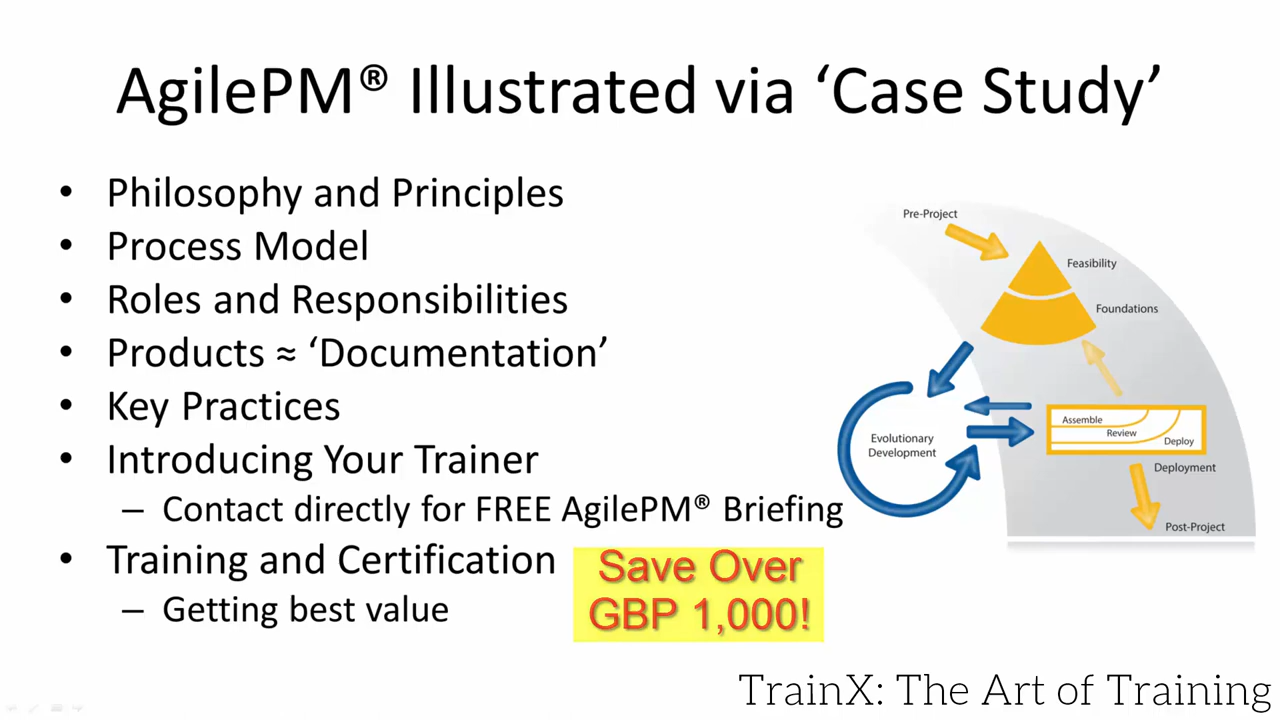 AgilePM® Illustrated via ‘Case Study’
• Philosophy and Principles
• Process Model
• Roles and Responsibilities
• Products ≈ ‘Documentation’
• Key Practices
• Introducing Your Trainer
– Contact directly for FREE AgilePM® Briefing
• Training and Certification
– Getting best value
Save Over
GBP 1,000!
Pre-Project
Feasibility
Foundations
Evolutionary
Development
Assemble
Review
Deploy
Deployment
Post-Project
TrainX: The Art of Training